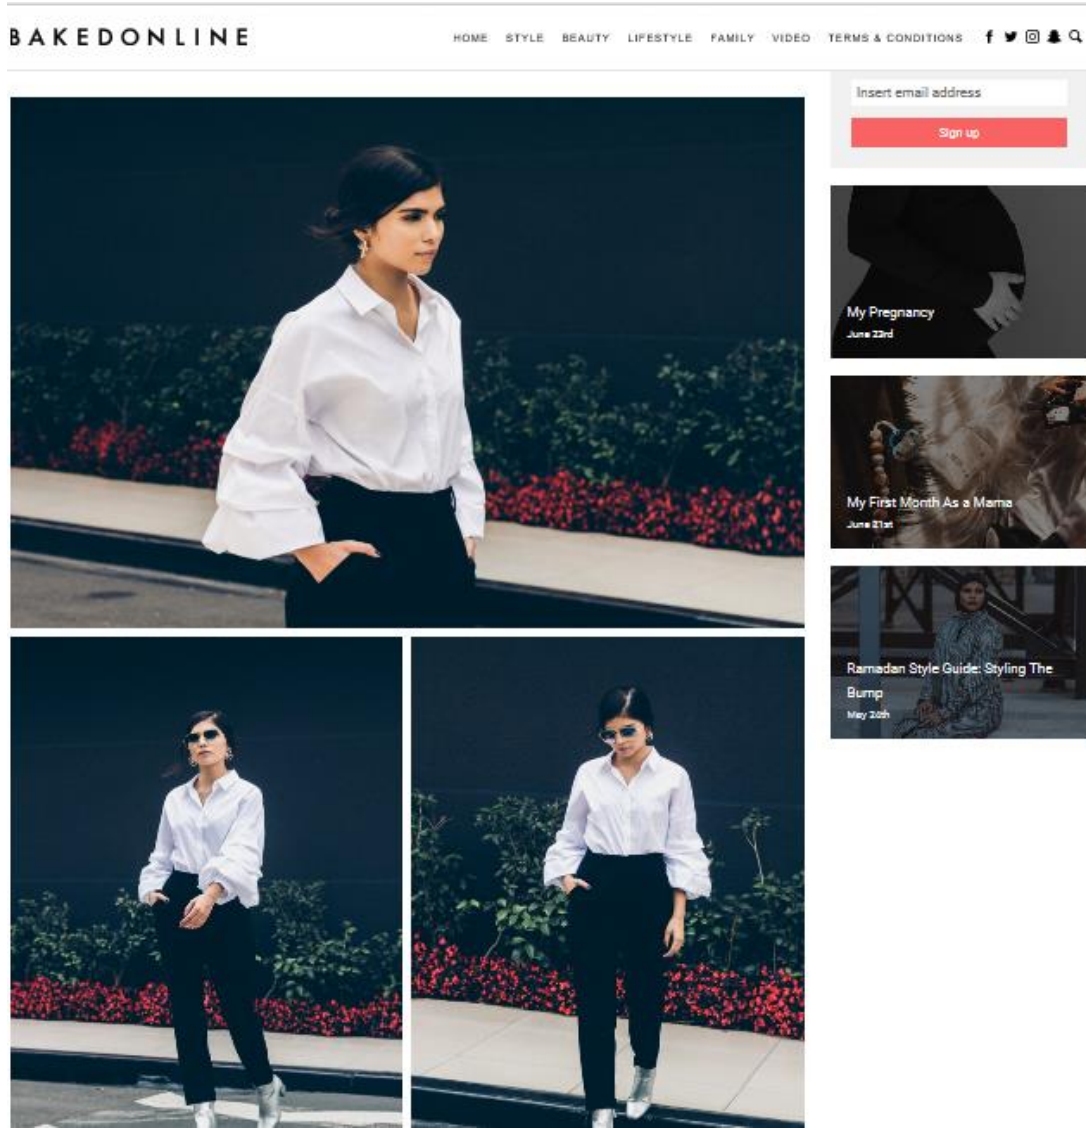 BAKEDONLINE
HOME STYLE BEAUTY LIFESTYLE FAMILY VIDEO TERMS & CONDITIONS
Insert email address
Sign up
My Pregnancy
June 23rd
My First Month As a Mama
June 21st
Ramadan Style Guide: Styling The
Bump
May 24th